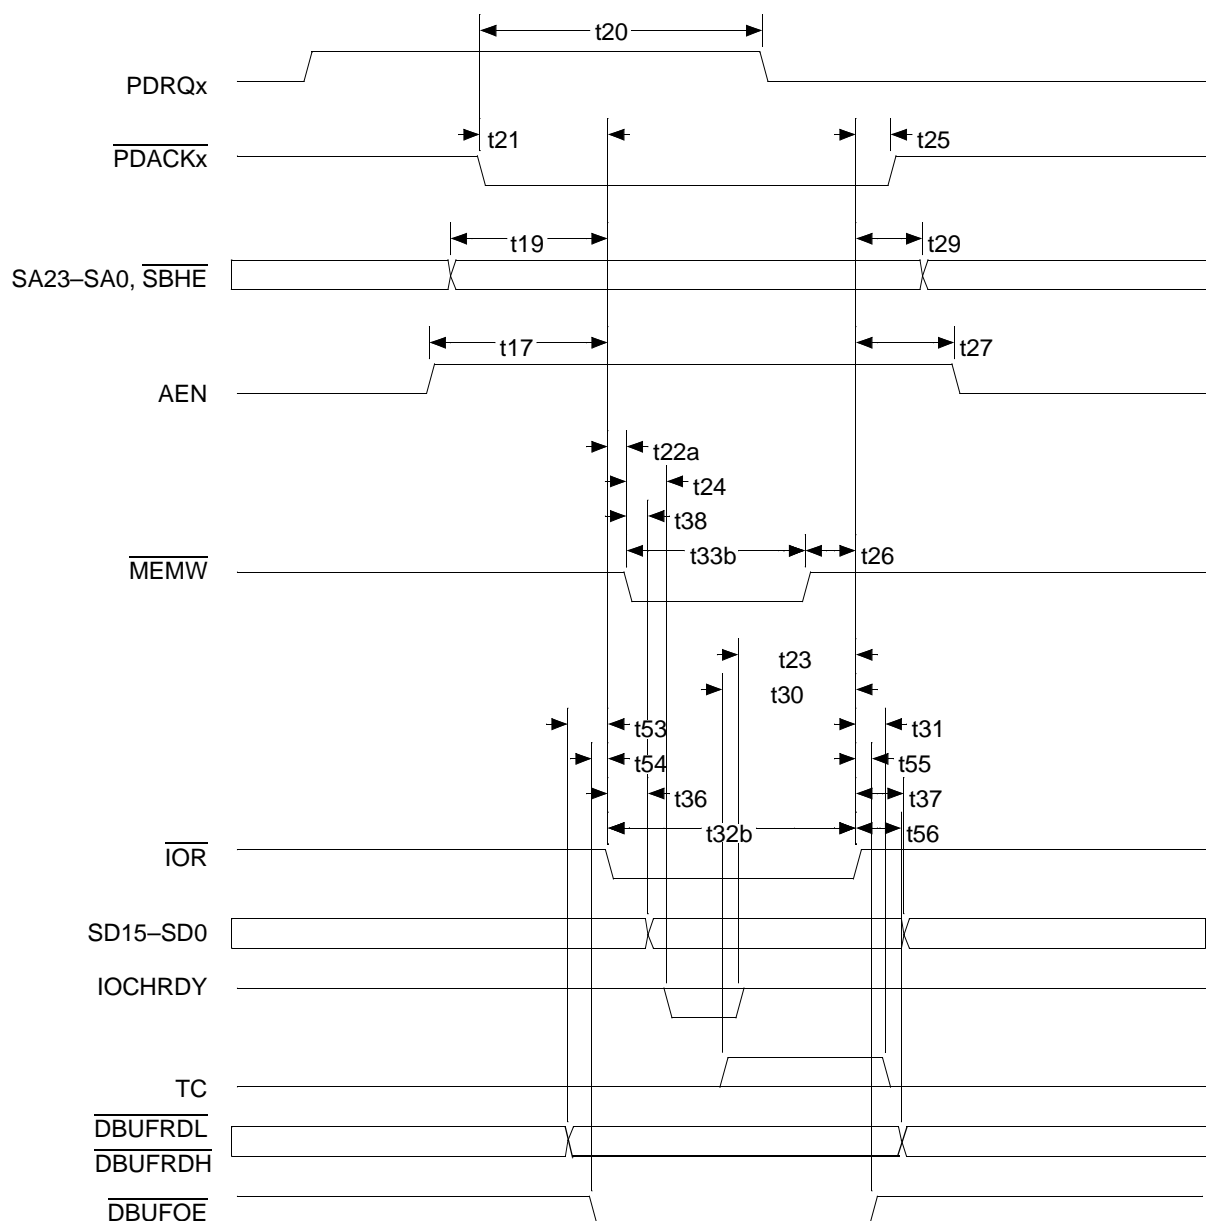 t20
PDRQx
t21
t25
PDACKx
t19
t29
SA23–SA0, SBHE
t17
t27
AEN
t22a
t24
t38
t33b
t26
MEMW
t23
t30
t53
t31
t54
t55
t36
t37
t32b
t56
IOR
SD15–SD0
IOCHRDY
TC
DBUFRDL
DBUFRDH
DBUFOE